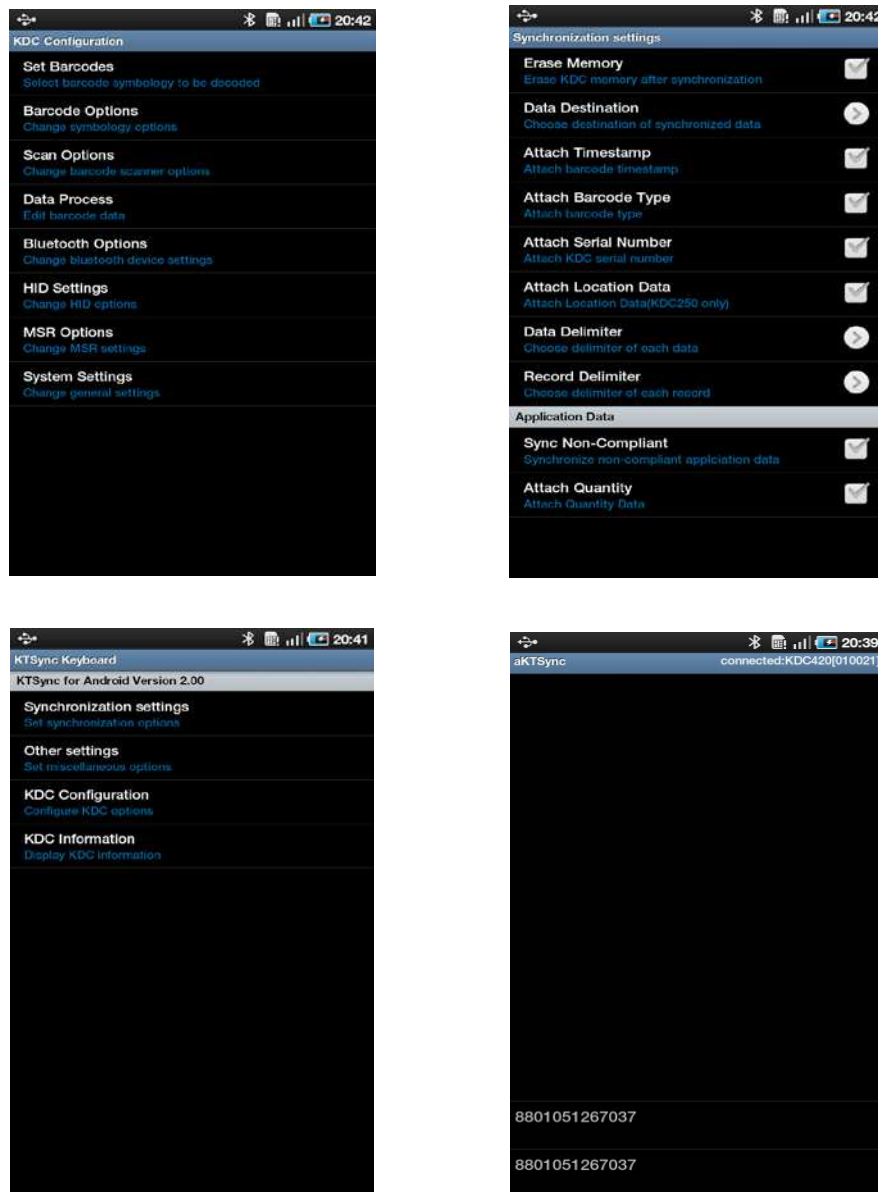 20:42
KDC Configuration
Set Barcodes
Select barcode symbology to be decoded
Barcode Options
Change symbology options
Scan Options
Change barcode scanner options
Data Process
Edit barcode data
Bluetooth Options
Change bluetooth device settings
HID Settings
Change HID options
MSR Options
Change MSR settings
System Settings
Change general settings
20:42
Synchronization settings
Erase Memory
Erase KDC memory after synchronization
Data Destination
Choose destination of synchronized data
Attach Timestamp
Attach barcode timestamp
Attach Barcode Type
Attach barcode type
Attach Serial Number
Attach KDC serial number
Attach Location Data
Attach Location Data(KDC250 only)
Data Delimiter
Choose delimiter of each data
Record Delimiter
Choose delimiter of each record
Application Data
Sync Non-Compliant
Synchronize non-compliant applciation data
Attach Quantity
Attach Quantity Data
20:41
KTSync Keyboard
KTSync for Android Version 2.00
Synchronization settings
Set synchronization options
Other settings
Set miscellaneous options
KDC Configuration
Configure KDC options
KDC Information
Display KDC information
20:39
aKTSync connected:KDC420[010021]
8801051267037
8801051267037